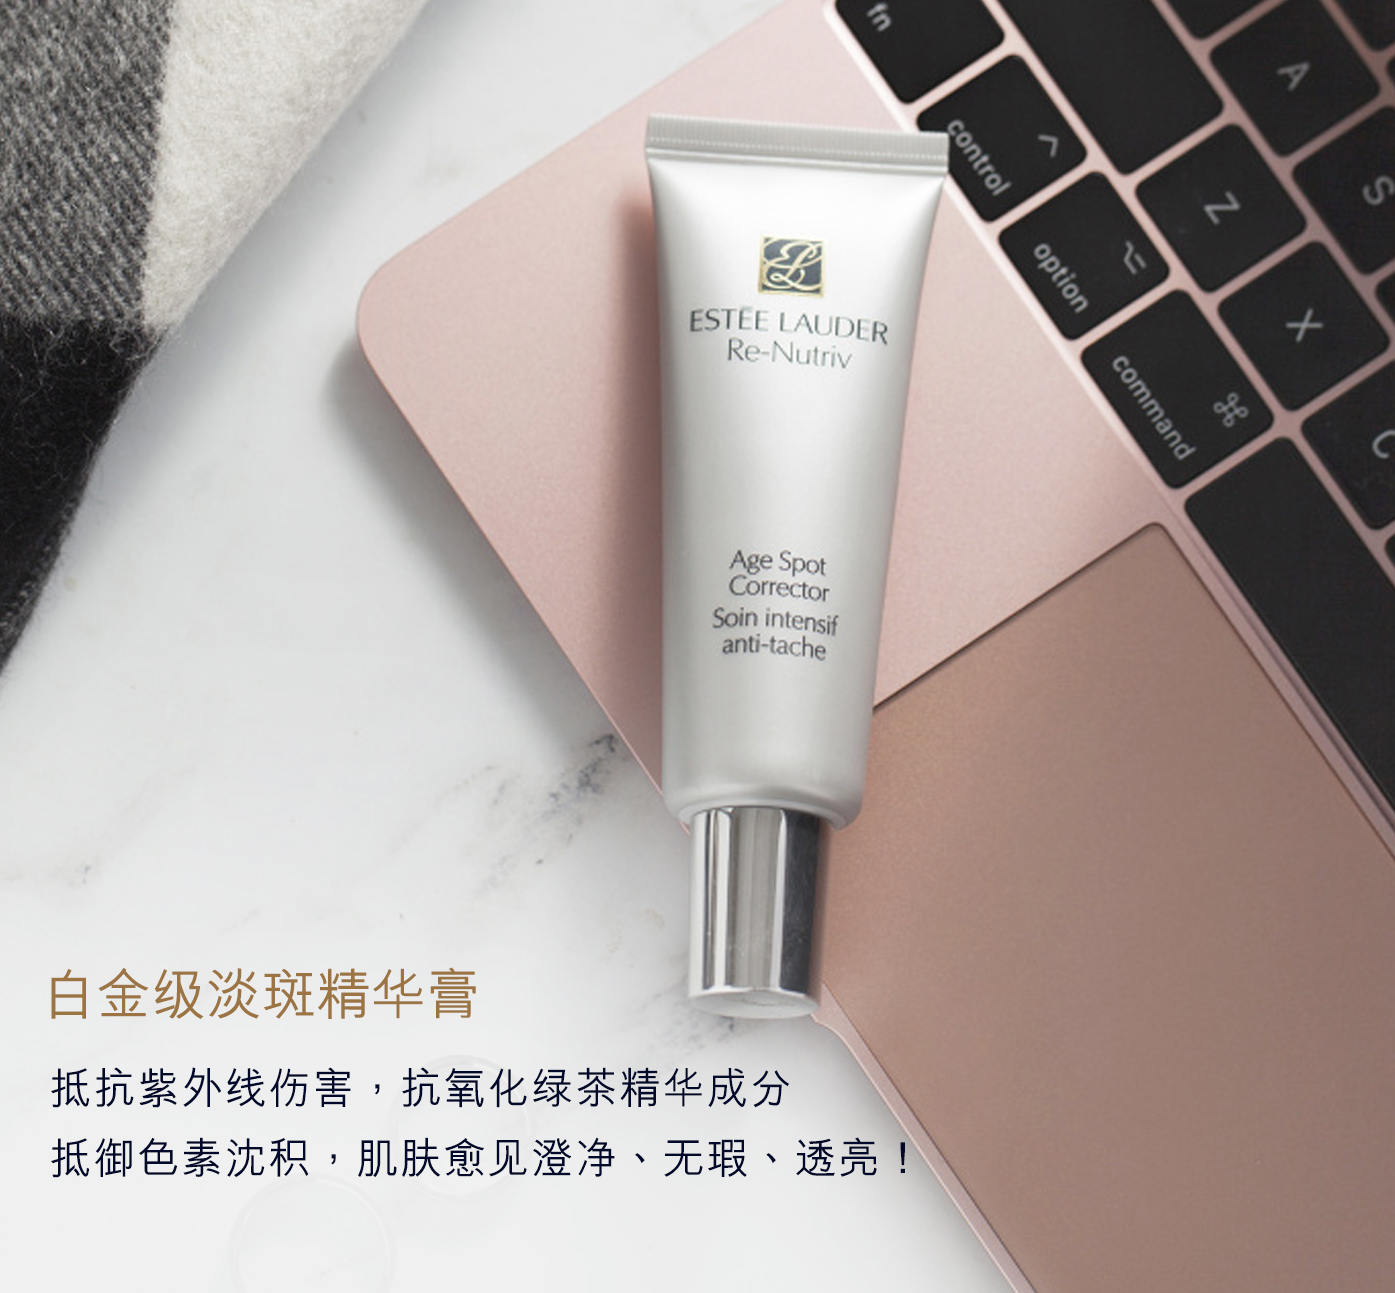 fn
control
option
command
A
Z
S
X
C
ESTĒE LAUDER
Re-Nutriv
Age Spot
Corrector
Soin intensif
anti-tache
白金级淡斑精华膏
抵抗紫外线伤害，抗氧化绿茶精华成分
抵御色素沈积，肌肤愈见澄净、无瑕、透亮！